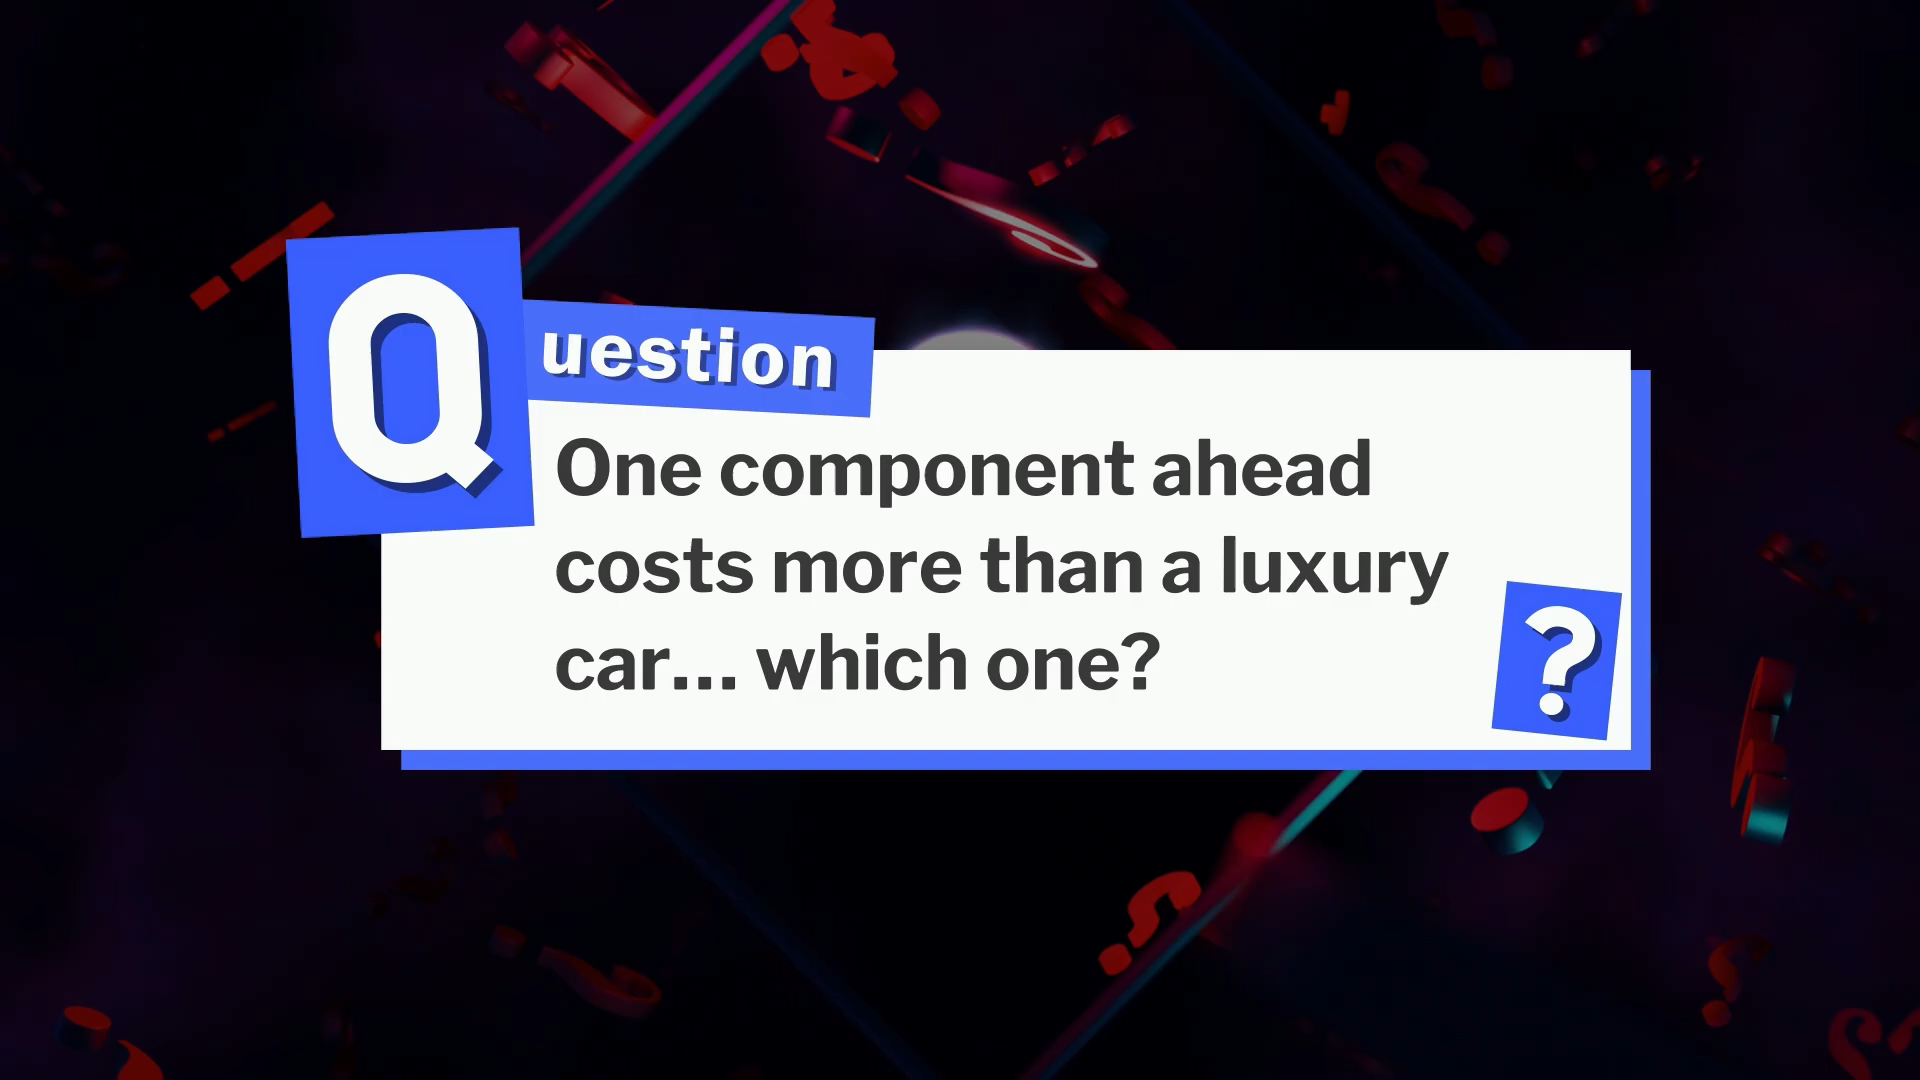 Question
One component ahead
costs more than a luxury
car... which one?
?